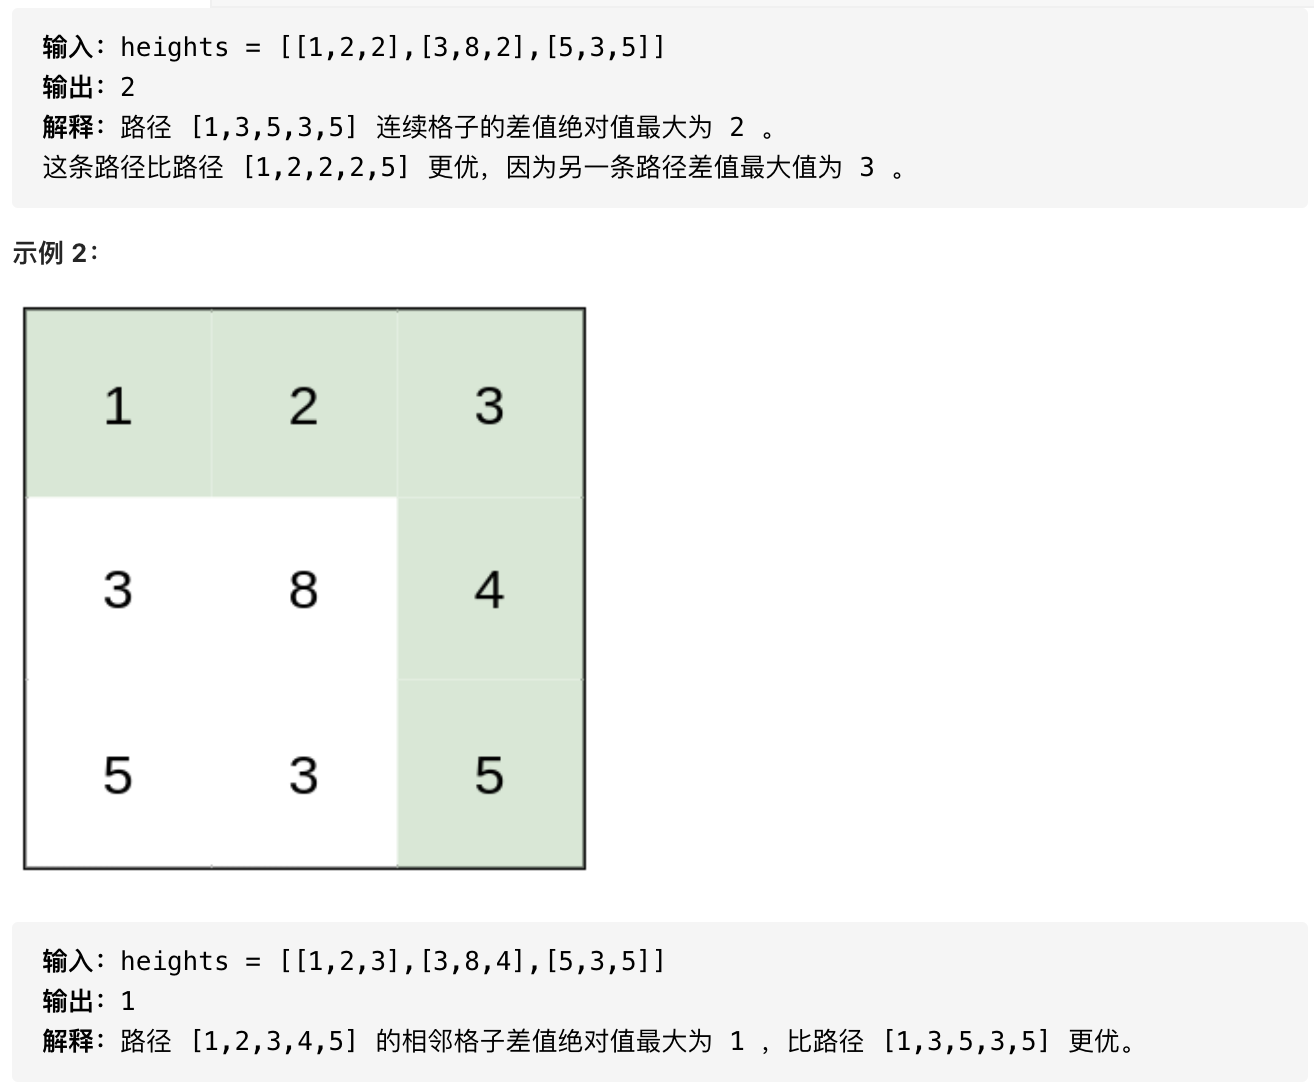 输入：heights = [[1,2,2],[3,8,2],[5,3,5]]
输出：2
解释：路径 [1,3,5,3,5] 连续格子的差值绝对值最大为 2 。
这条路径比路径 [1,2,2,2,5] 更优，因为另一条路径差值最大值为 3 。
示例 2：
1 2 3
3 8 4
5 3 5
输入：heights = [[1,2,3],[3,8,4],[5,3,5]]
输出：1
解释：路径 [1,2,3,4,5] 的相邻格子差值绝对值最大为 1 ，比路径 [1,3,5,3,5] 更优。